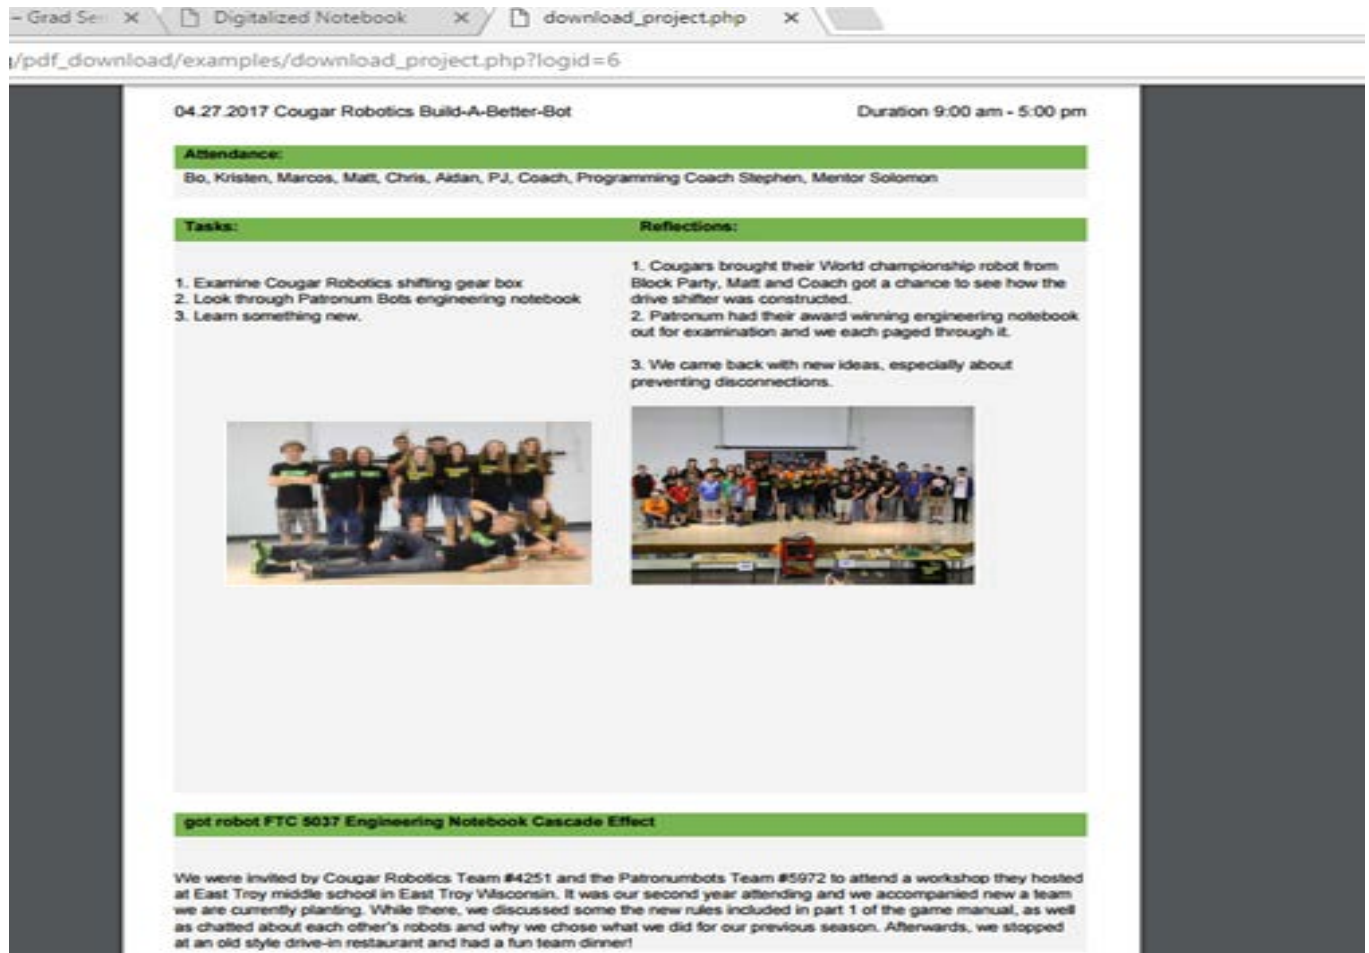 – Grad Ser
Digitalized Notebook
download_project.php
/pdf_download/examples/download_project.php?logid=6
04.27.2017 Cougar Robotics Build-A-Better-Bot
Duration 9:00 am - 5:00 pm
Attendance:
Bo, Kristen, Marcos, Matt, Chris, Aidan, PJ, Coach, Programming Coach Stephen, Mentor Solomon
Tasks:
1. Examine Cougar Robotics shifting gear box
2. Look through Patronum Bots engineering notebook
3. Learn something new.
Reflections:
1. Cougars brought their World championship robot from
Block Party, Matt and Coach got a chance to see how the
drive shifter was constructed.
2. Patronum had their award winning engineering notebook
out for examination and we each paged through it.
3. We came back with new ideas, especially about
preventing disconnections.
got robot FTC 5037 Engineering Notebook Cascade Effect
We were invited by Cougar Robotics Team #4251 and the Patronumbots Team #5972 to attend a workshop they hosted
at East Troy middle school in East Troy Wisconsin. It was our second year attending and we accompanied new a team
we are currently planting. While there, we discussed some the new rules included in part 1 of the game manual, as well
as chatted about each other's robots and why we chose what we did for our previous season. Afterwards, we stopped
at an old style drive-in restaurant and had a fun team dinner!